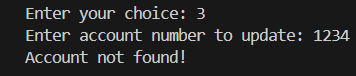 Enter your choice: 3
Enter account number to update: 1234
Account not found!